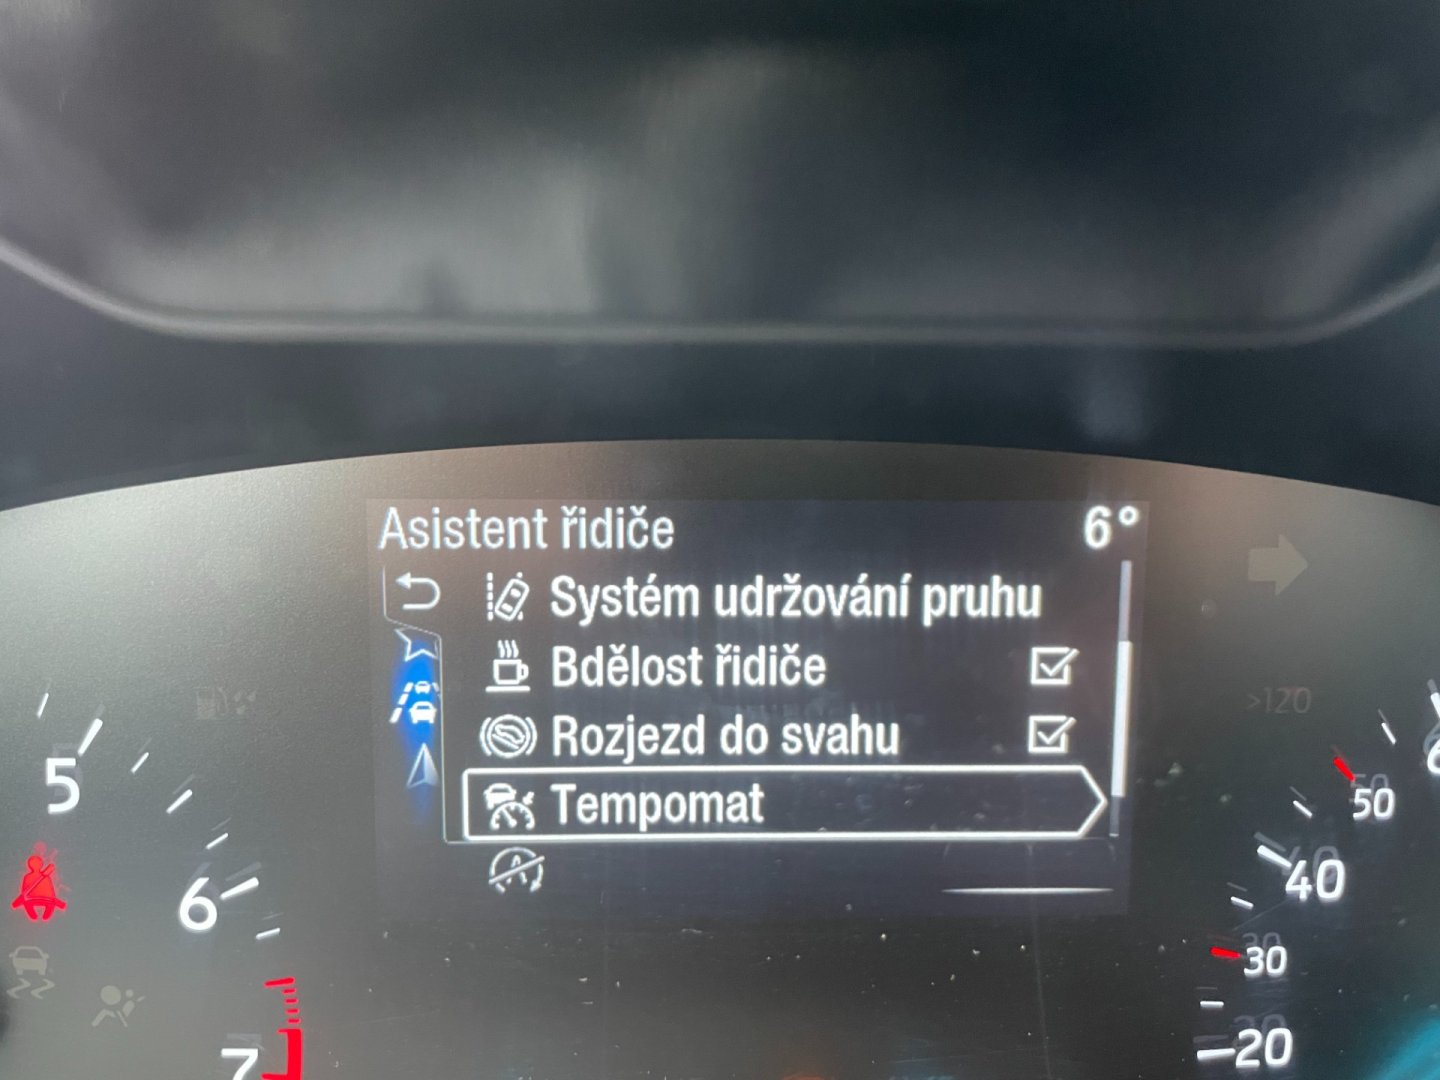 Asistent řidiče 6°
Systém udržování pruhu
Bdělost řidiče
Rozjezd do svahu
Tempomat
>120
5
6
7
50
40
30
20